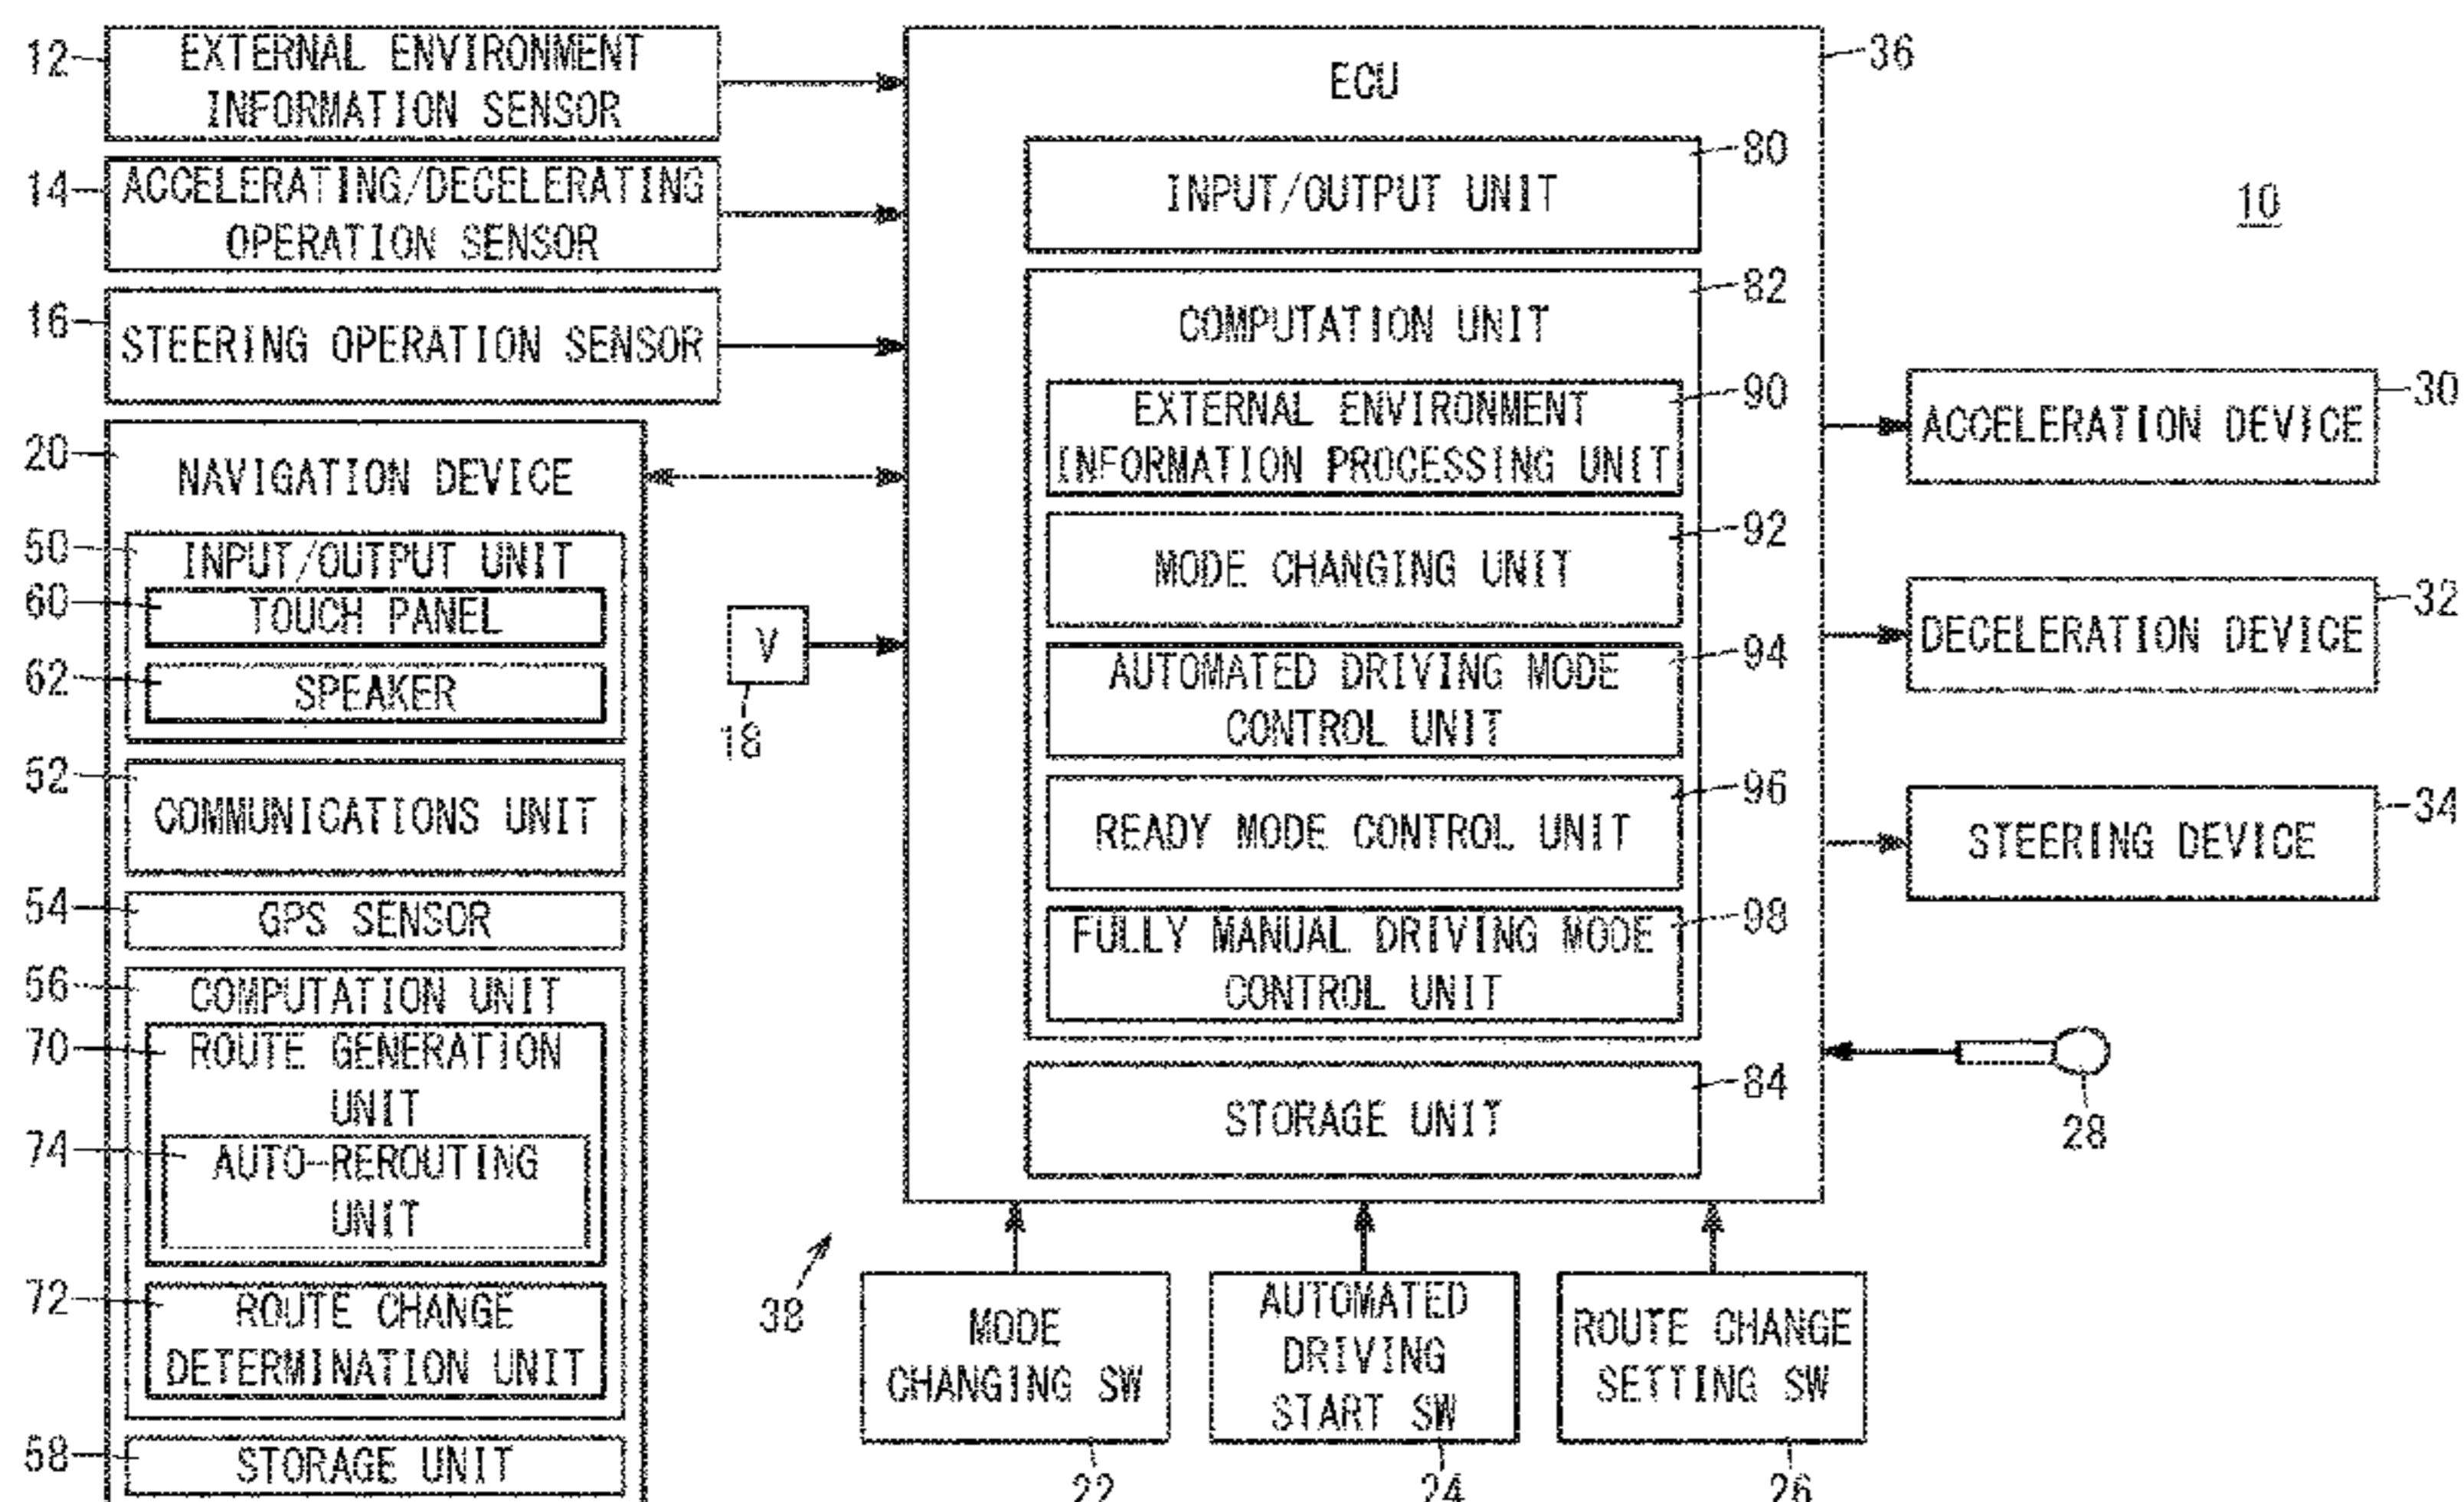 12
EXTERNAL ENVIRONMENT
INFORMATION SENSOR
14
ACCELERATING/DECELERATING
OPERATION SENSOR
16
STEERING OPERATION SENSOR
20
NAVIGATION DEVICE
50
INPUT/OUTPUT UNIT
60
TOUCH PANEL
62
SPEAKER
52
COMMUNICATIONS UNIT
54
GPS SENSOR
56
COMPUTATION UNIT
70
ROUTE GENERATION
UNIT
74
AUTO-REROUTING
UNIT
72
ROUTE CHANGE
DETERMINATION UNIT
58
STORAGE UNIT
V
18
36
ECU
80
INPUT/OUTPUT UNIT
82
COMPUTATION UNIT
90
EXTERNAL ENVIRONMENT
INFORMATION PROCESSING UNIT
92
MODE CHANGING UNIT
94
AUTOMATED DRIVING MODE
CONTROL UNIT
96
READY MODE CONTROL UNIT
98
FULLY MANUAL DRIVING MODE
CONTROL UNIT
84
STORAGE UNIT
38
MODE
CHANGING SW
22
AUTOMATED
DRIVING
START SW
24
ROUTE CHANGE
SETTING SW
26
10
30
ACCELERATION DEVICE
32
DECELERATION DEVICE
34
STEERING DEVICE
28